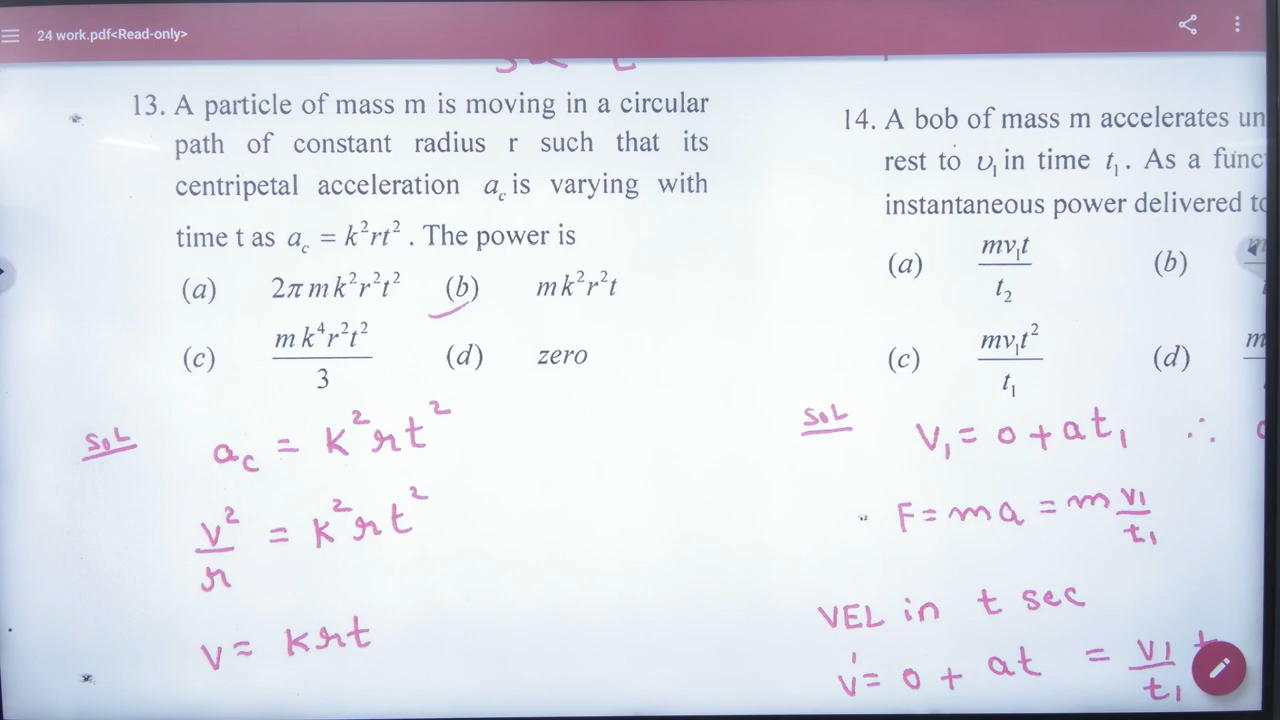 24 work.pdf<Read-only>
13. A particle of mass m is moving in a circular
path of constant radius r such that its
centripetal acceleration a_c is varying with
time t as a_c = k²rt². The power is
(a) 2π mk²r²t² (b) mk²r²t
(c) mk⁴r²t²/3 (d) zero
SOL
a_c = k²rt²
v²/r = k²rt²
v = krt
14. A bob of mass m accelerates un
rest to υ₁ in time t₁. As a func
instantaneous power delivered to
(a) mv₁t/t₂ (b)
(c) mv₁t²/t₁ (d)
SOL
V₁ = 0 + at₁ ∴
F = ma = m v₁/t₁
VEL in t sec
v' = 0 + at = v₁/t₁ t